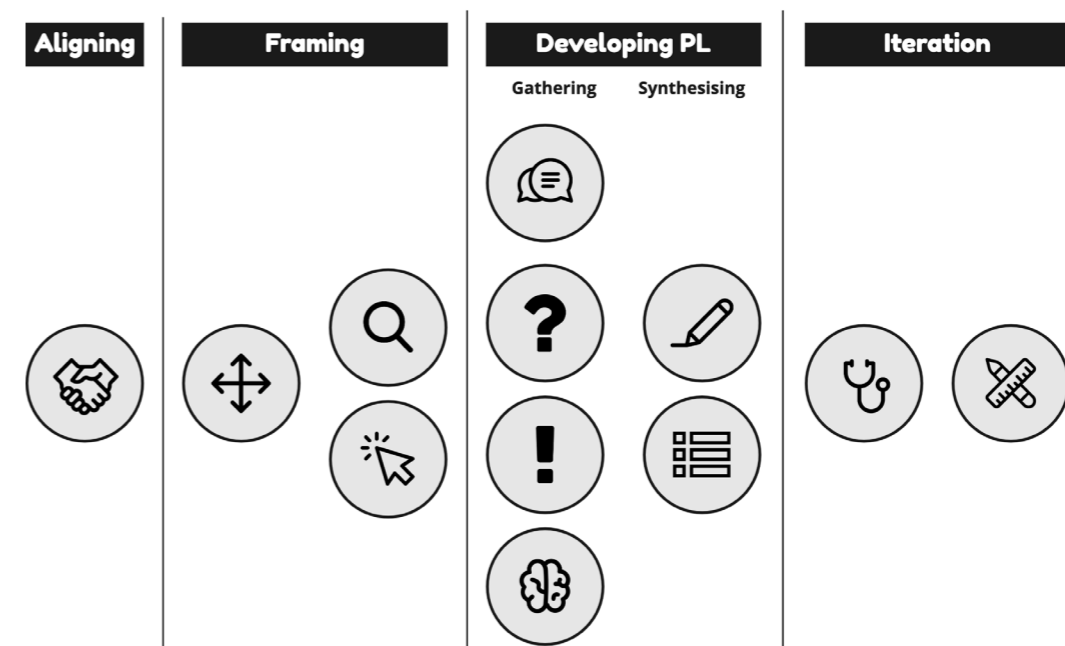 Aligning
Framing
Developing PL
Iteration
Gathering
Synthesising